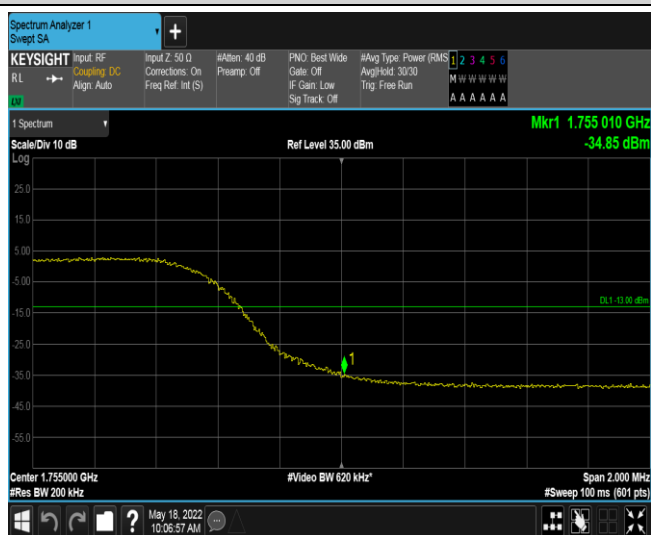 Spectrum Analyzer 1
Swept SA
+
KEYSIGHT
RL
Input: RF
Coupling: DC
Align: Auto
Input Z: 50 Ω
Corrections: On
Freq Ref: Int (S)
#Atten: 40 dB
Preamp: Off
PNO: Best Wide
Gate: Off
IF Gain: Low
Sig Track: Off
#Avg Type: Power (RMS
Avg|Hold: 30/30
Trig: Free Run
1 2 3 4 5 6
M W W W W W
A A A A A A
1 Spectrum
Mkr1 1.755 010 GHz
Scale/Div 10 dB
Ref Level 35.00 dBm
-34.85 dBm
Log
25.0
15.0
5.00
-5.00
DL1 -13.00 dBm
-15.0
-25.0
1
-35.0
-45.0
-55.0
Center 1.755000 GHz
#Video BW 620 kHz*
Span 2.000 MHz
#Res BW 200 kHz
#Sweep 100 ms (601 pts)
?
May 18, 2022
10:06:57 AM